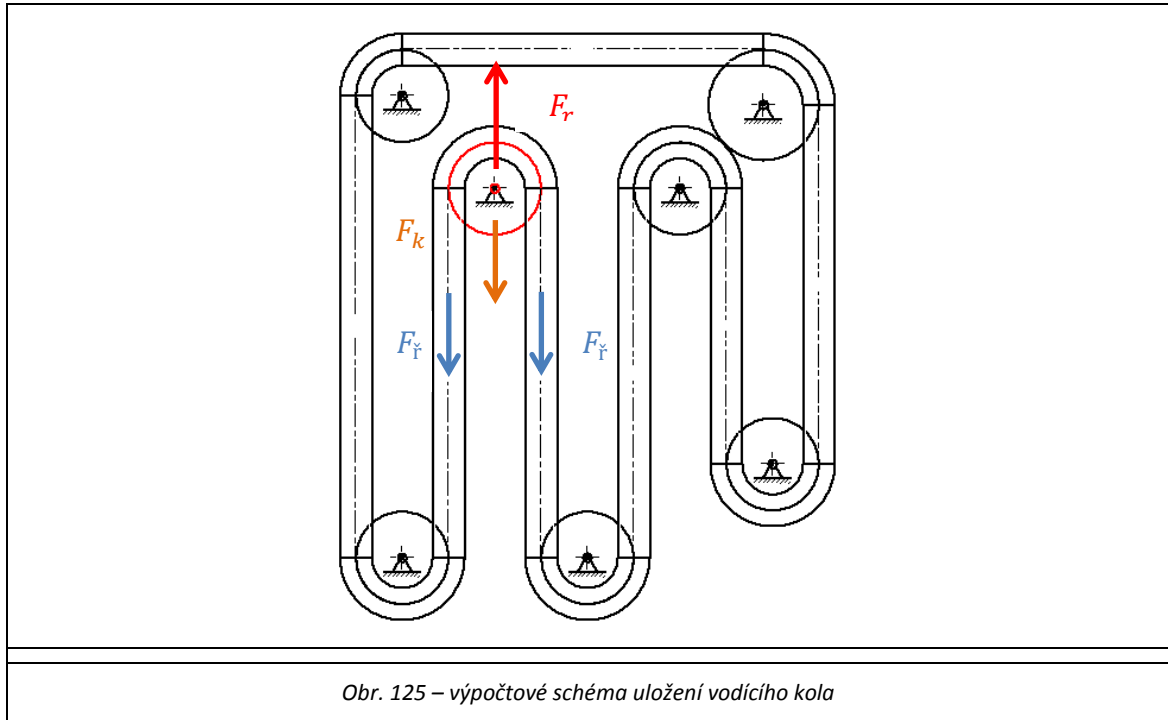 F_r
F_k
F_ř F_ř
Obr. 125 – výpočtové schéma uložení vodícího kola